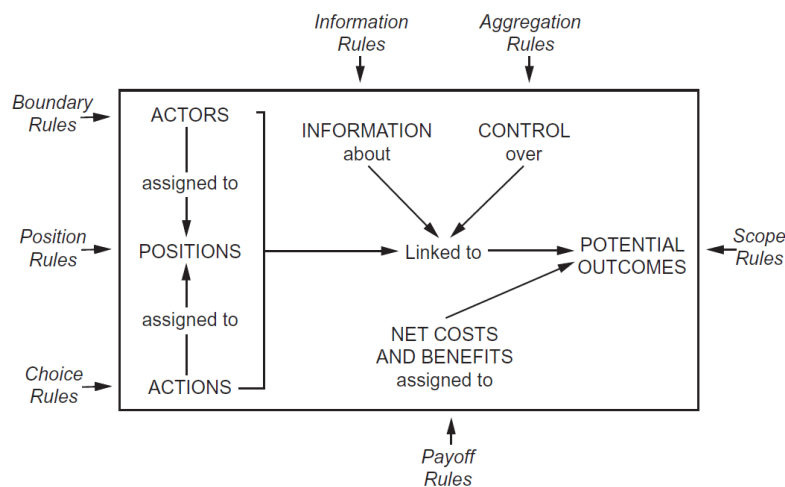 Information
Rules
Aggregation
Rules
Boundary
Rules
ACTORS
INFORMATION
about
CONTROL
over
assigned to
Position
Rules
POSITIONS
Linked to
POTENTIAL
OUTCOMES
Scope
Rules
assigned to
NET COSTS
AND BENEFITS
assigned to
Choice
Rules
ACTIONS
Payoff
Rules